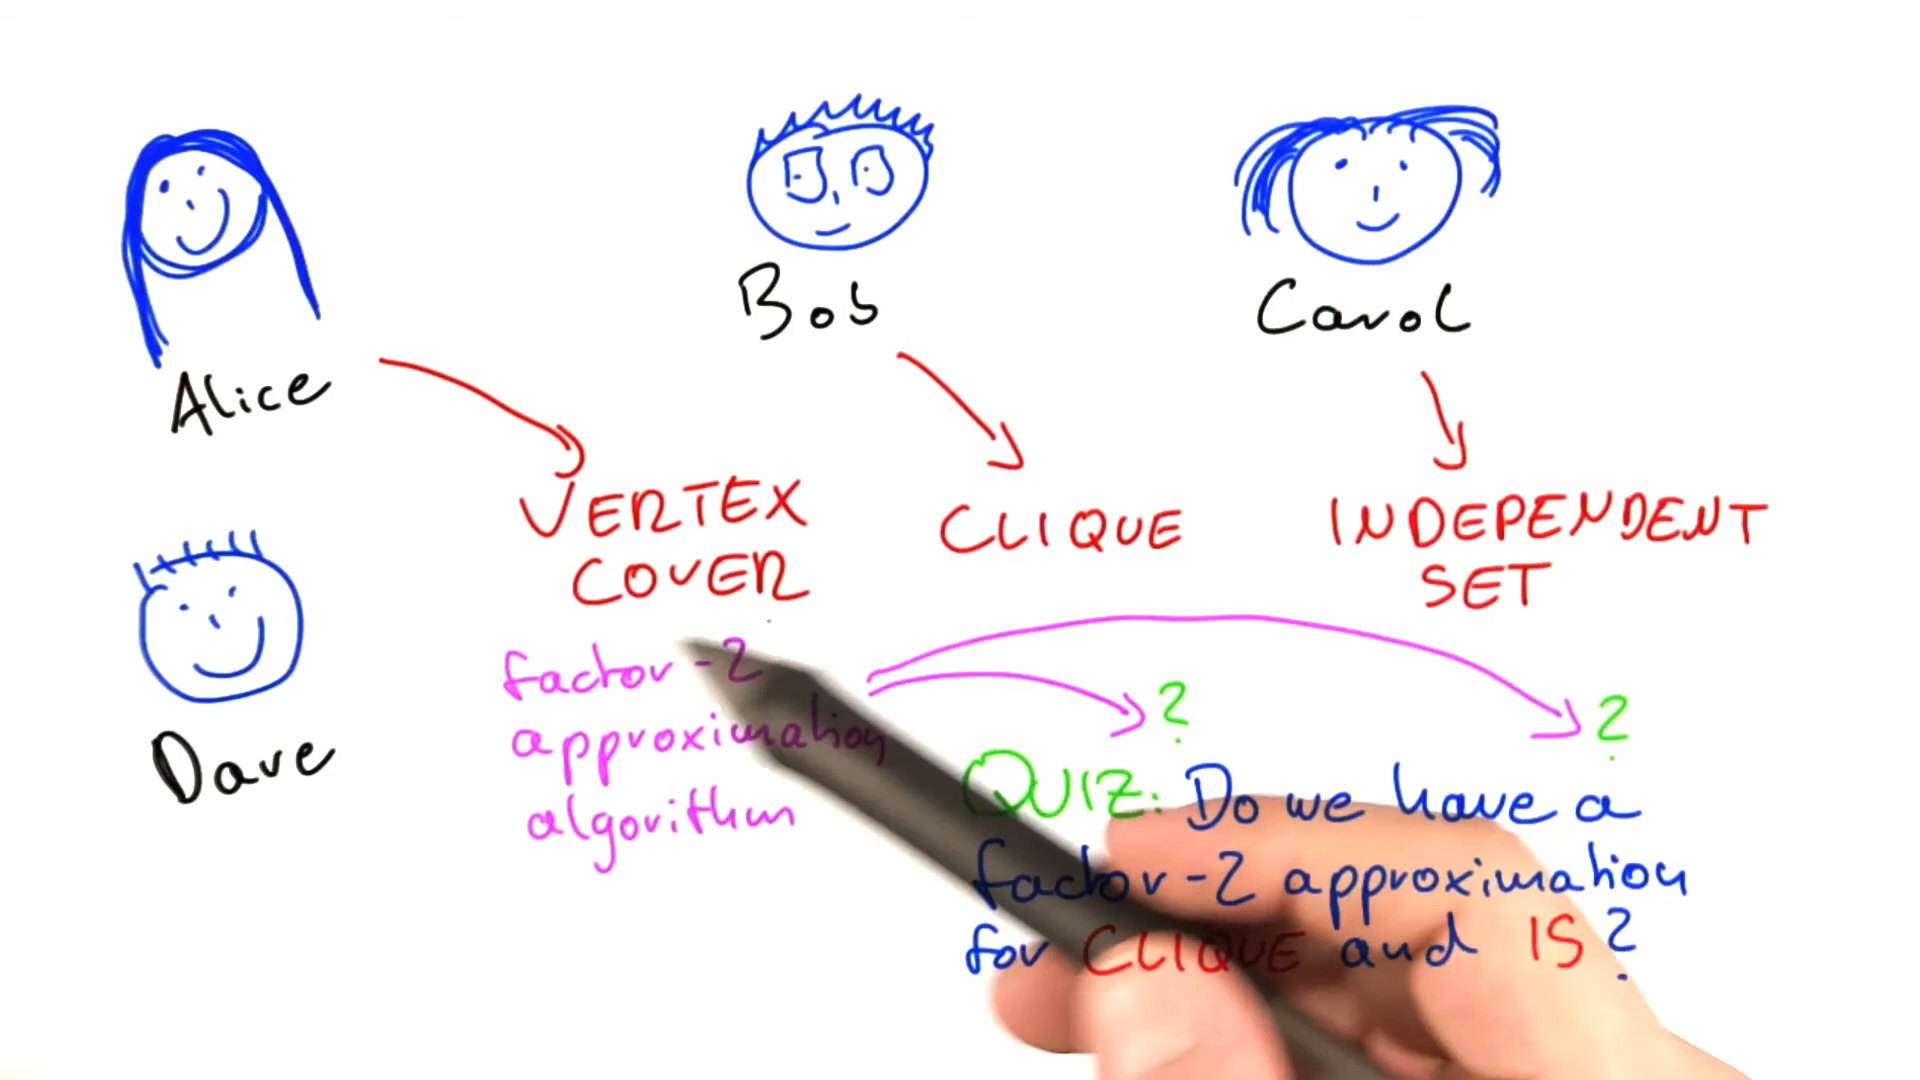 Alice
Bob
Carol
Dave
VERTEX
COVER
CLIQUE
INDEPENDENT
SET
factor-2
approximation
algorithm
?
?
QUIZ: Do we have a
factor-2 approximation
for CLIQUE and IS?